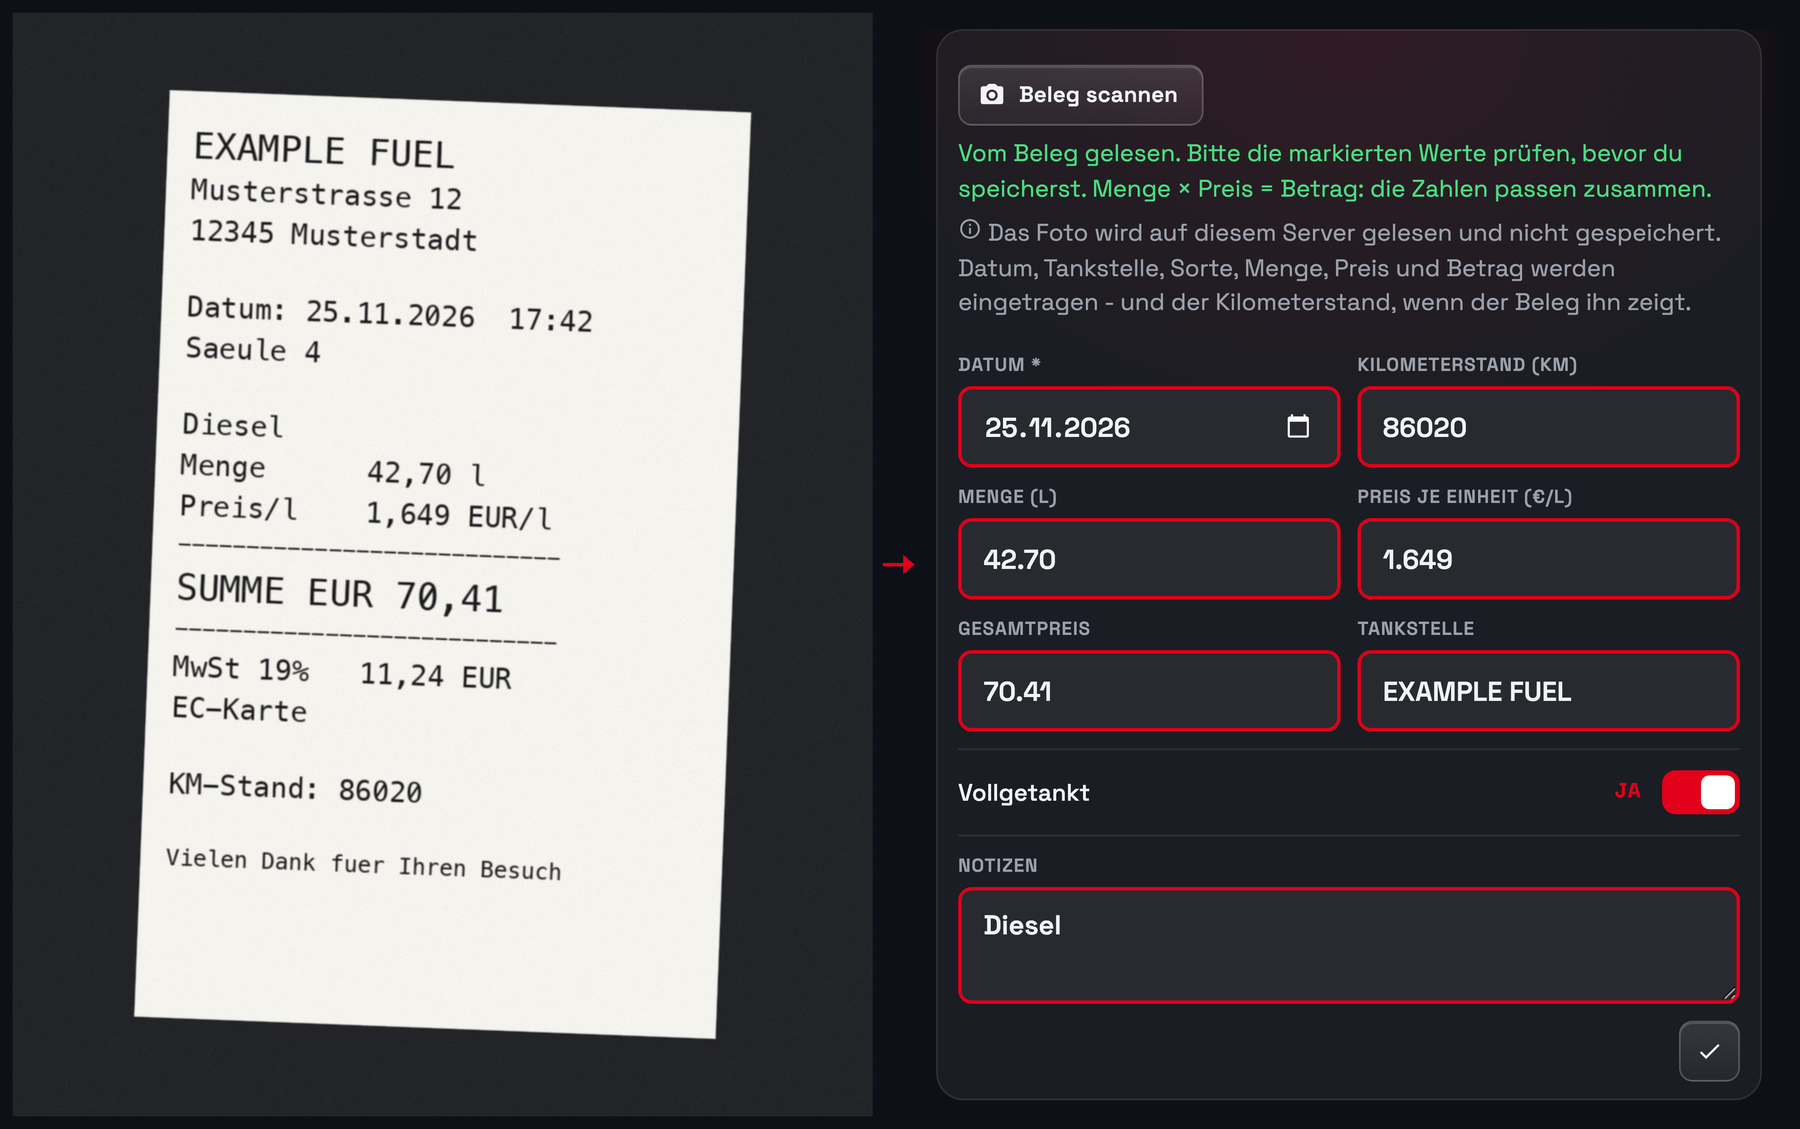 EXAMPLE FUEL
Musterstrasse 12
12345 Musterstadt
Datum: 25.11.2026  17:42
Saeule 4
Diesel
Menge      42,70 l
Preis/l    1,649 EUR/l
SUMME EUR 70,41
MwSt 19%   11,24 EUR
EC-Karte
KM-Stand: 86020
Vielen Dank fuer Ihren Besuch
Beleg scannen
Vom Beleg gelesen. Bitte die markierten Werte prüfen, bevor du
speicherst. Menge × Preis = Betrag: die Zahlen passen zusammen.
Das Foto wird auf diesem Server gelesen und nicht gespeichert.
Datum, Tankstelle, Sorte, Menge, Preis und Betrag werden
eingetragen - und der Kilometerstand, wenn der Beleg ihn zeigt.
DATUM *
KILOMETERSTAND (KM)
25.11.2026
86020
MENGE (L)
PREIS JE EINHEIT (€/L)
42.70
1.649
GESAMTPREIS
TANKSTELLE
70.41
EXAMPLE FUEL
Vollgetankt
JA
NOTIZEN
Diesel